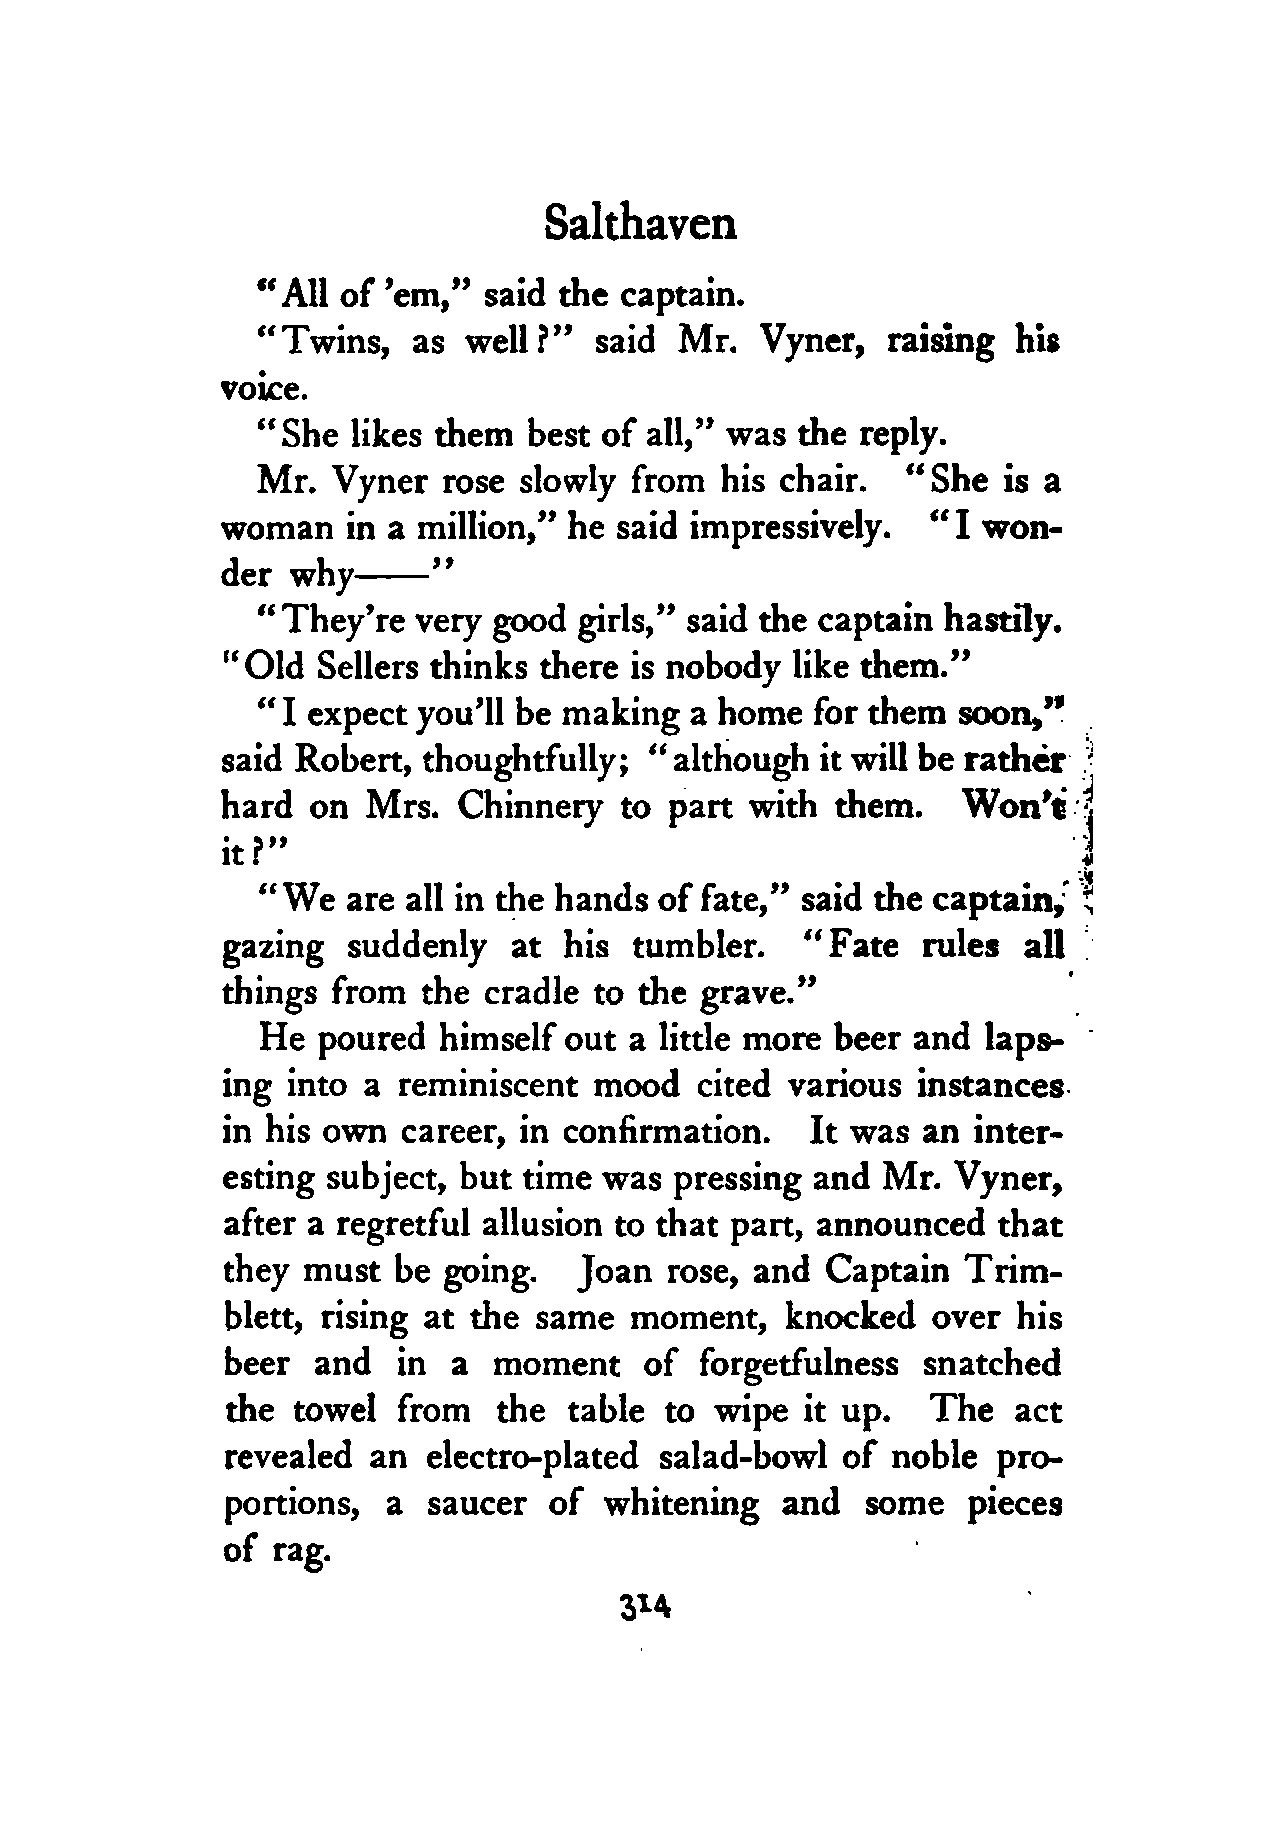 Salthaven
"All of 'em," said the captain.
"Twins, as well?" said Mr. Vyner, raising his
voice.
"She likes them best of all," was the reply.
Mr. Vyner rose slowly from his chair. "She is a
woman in a million," he said impressively. "I won-
der why——"
"They're very good girls," said the captain hastily.
"Old Sellers thinks there is nobody like them."
"I expect you'll be making a home for them soon,"
said Robert, thoughtfully; "although it will be rather
hard on Mrs. Chinnery to part with them. Won't
it?"
"We are all in the hands of fate," said the captain,
gazing suddenly at his tumbler. "Fate rules all
things from the cradle to the grave."
He poured himself out a little more beer and laps-
ing into a reminiscent mood cited various instances
in his own career, in confirmation. It was an inter-
esting subject, but time was pressing and Mr. Vyner,
after a regretful allusion to that part, announced that
they must be going. Joan rose, and Captain Trim-
blett, rising at the same moment, knocked over his
beer and in a moment of forgetfulness snatched
the towel from the table to wipe it up. The act
revealed an electro-plated salad-bowl of noble pro-
portions, a saucer of whitening and some pieces
of rag.
314